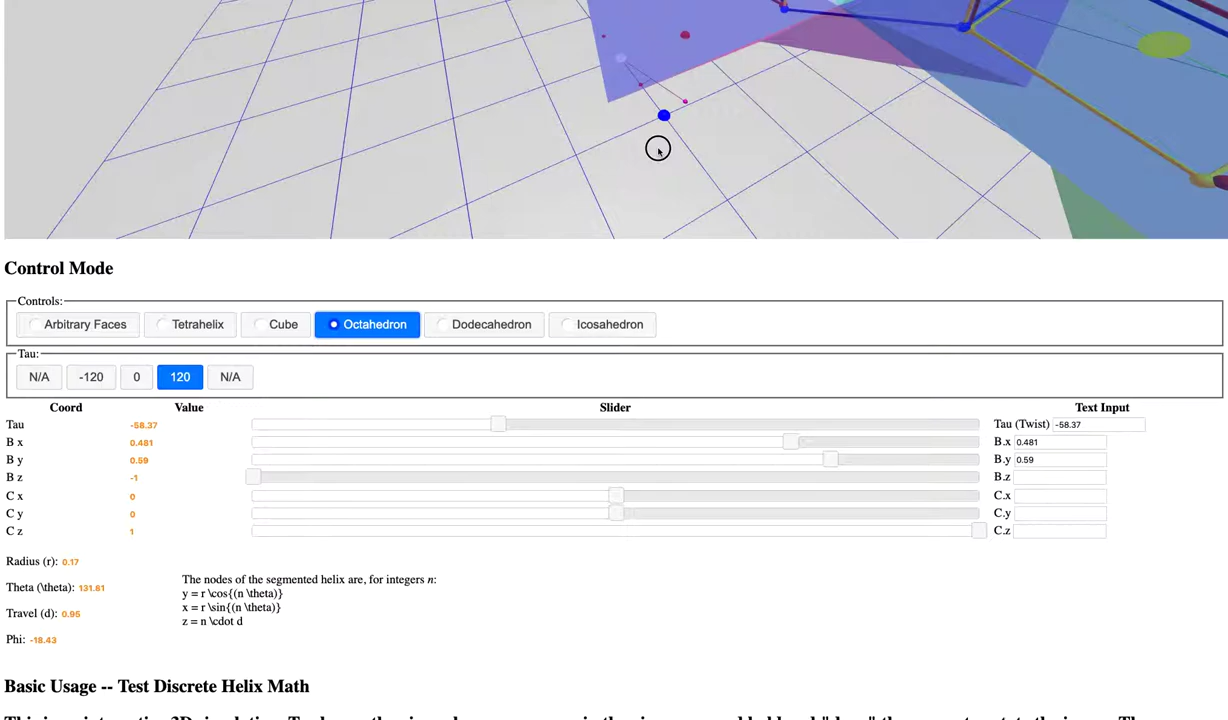 Control Mode
Controls:
Arbitrary Faces Tetrahelix Cube Octahedron Dodecahedron Icosahedron
Tau:
N/A -120 0 120 N/A
Coord Value Slider Text Input
Tau -58.37 Tau (Twist) -58.37
B x 0.481 B.x 0.481
B y 0.59 B.y 0.59
B z -1 B.z
C x 0 C.x
C y 0 C.y
C z 1 C.z
Radius (r): 0.17
Theta (\theta): 131.81
Travel (d): 0.95
Phi: -18.43
The nodes of the segmented helix are, for integers n:
y = r \cos{(n \theta)}
x = r \sin{(n \theta)}
z = n \cdot d
Basic Usage -- Test Discrete Helix Math